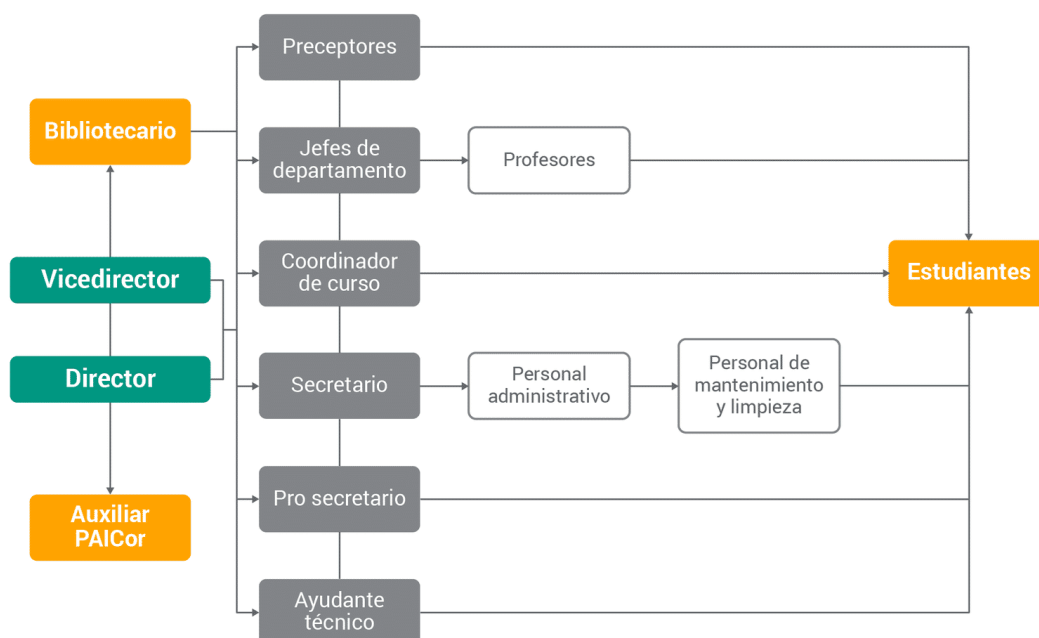 Preceptores
Bibliotecario
Jefes de
departamento
Profesores
Vicedirector
Coordinador
de curso
Estudiantes
Director
Secretario
Personal
administrativo
Personal de
mantenimiento
y limpieza
Auxiliar
PAICor
Pro secretario
Ayudante
técnico